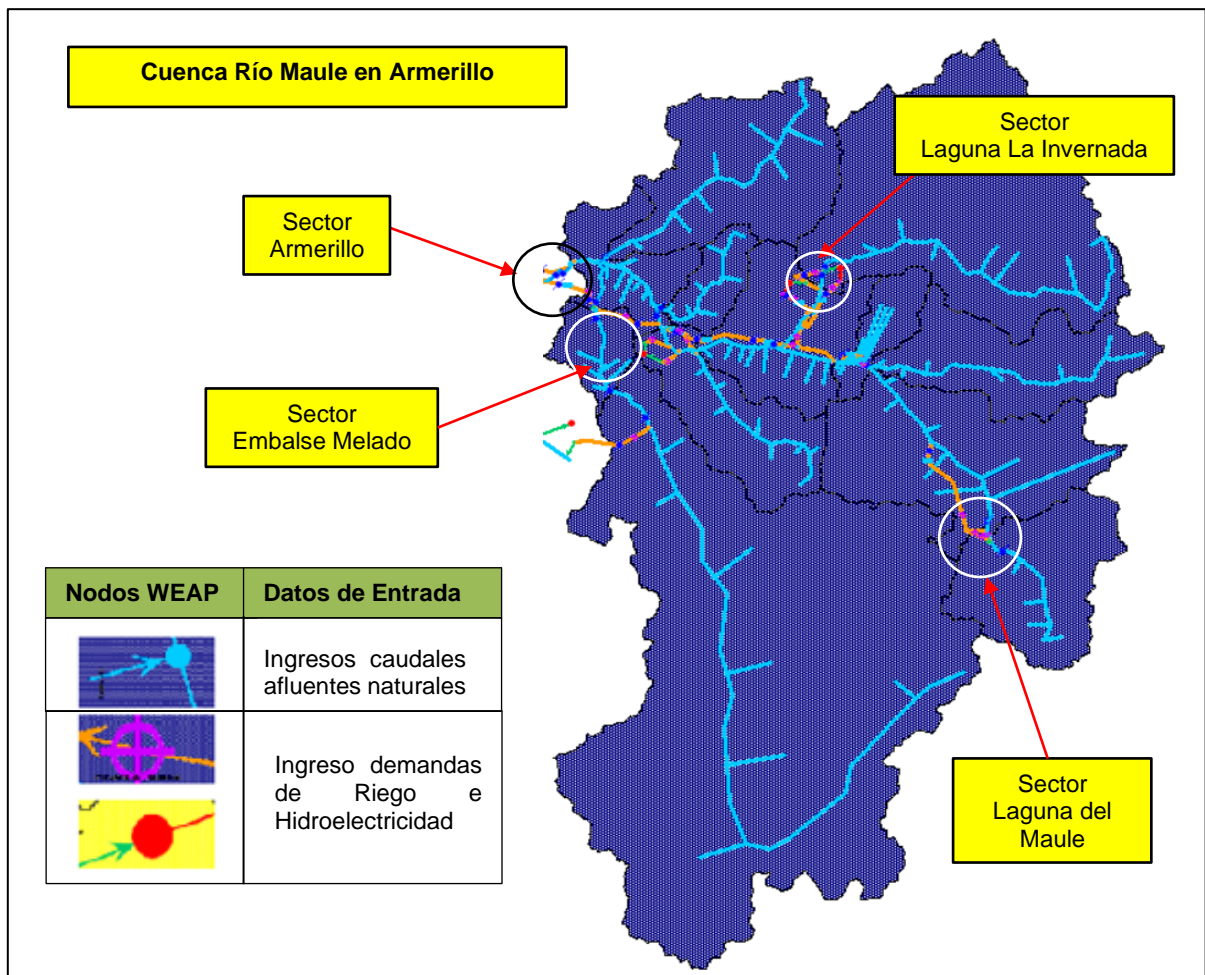 Cuenca Río Maule en Armerillo
Sector
Laguna La Invernada
Sector
Armerillo
Sector
Embalse Melado
Nodos WEAP
Datos de Entrada
Ingresos caudales
afluentes naturales
Ingreso demandas
de Riego e
Hidroelectricidad
Sector
Laguna del
Maule